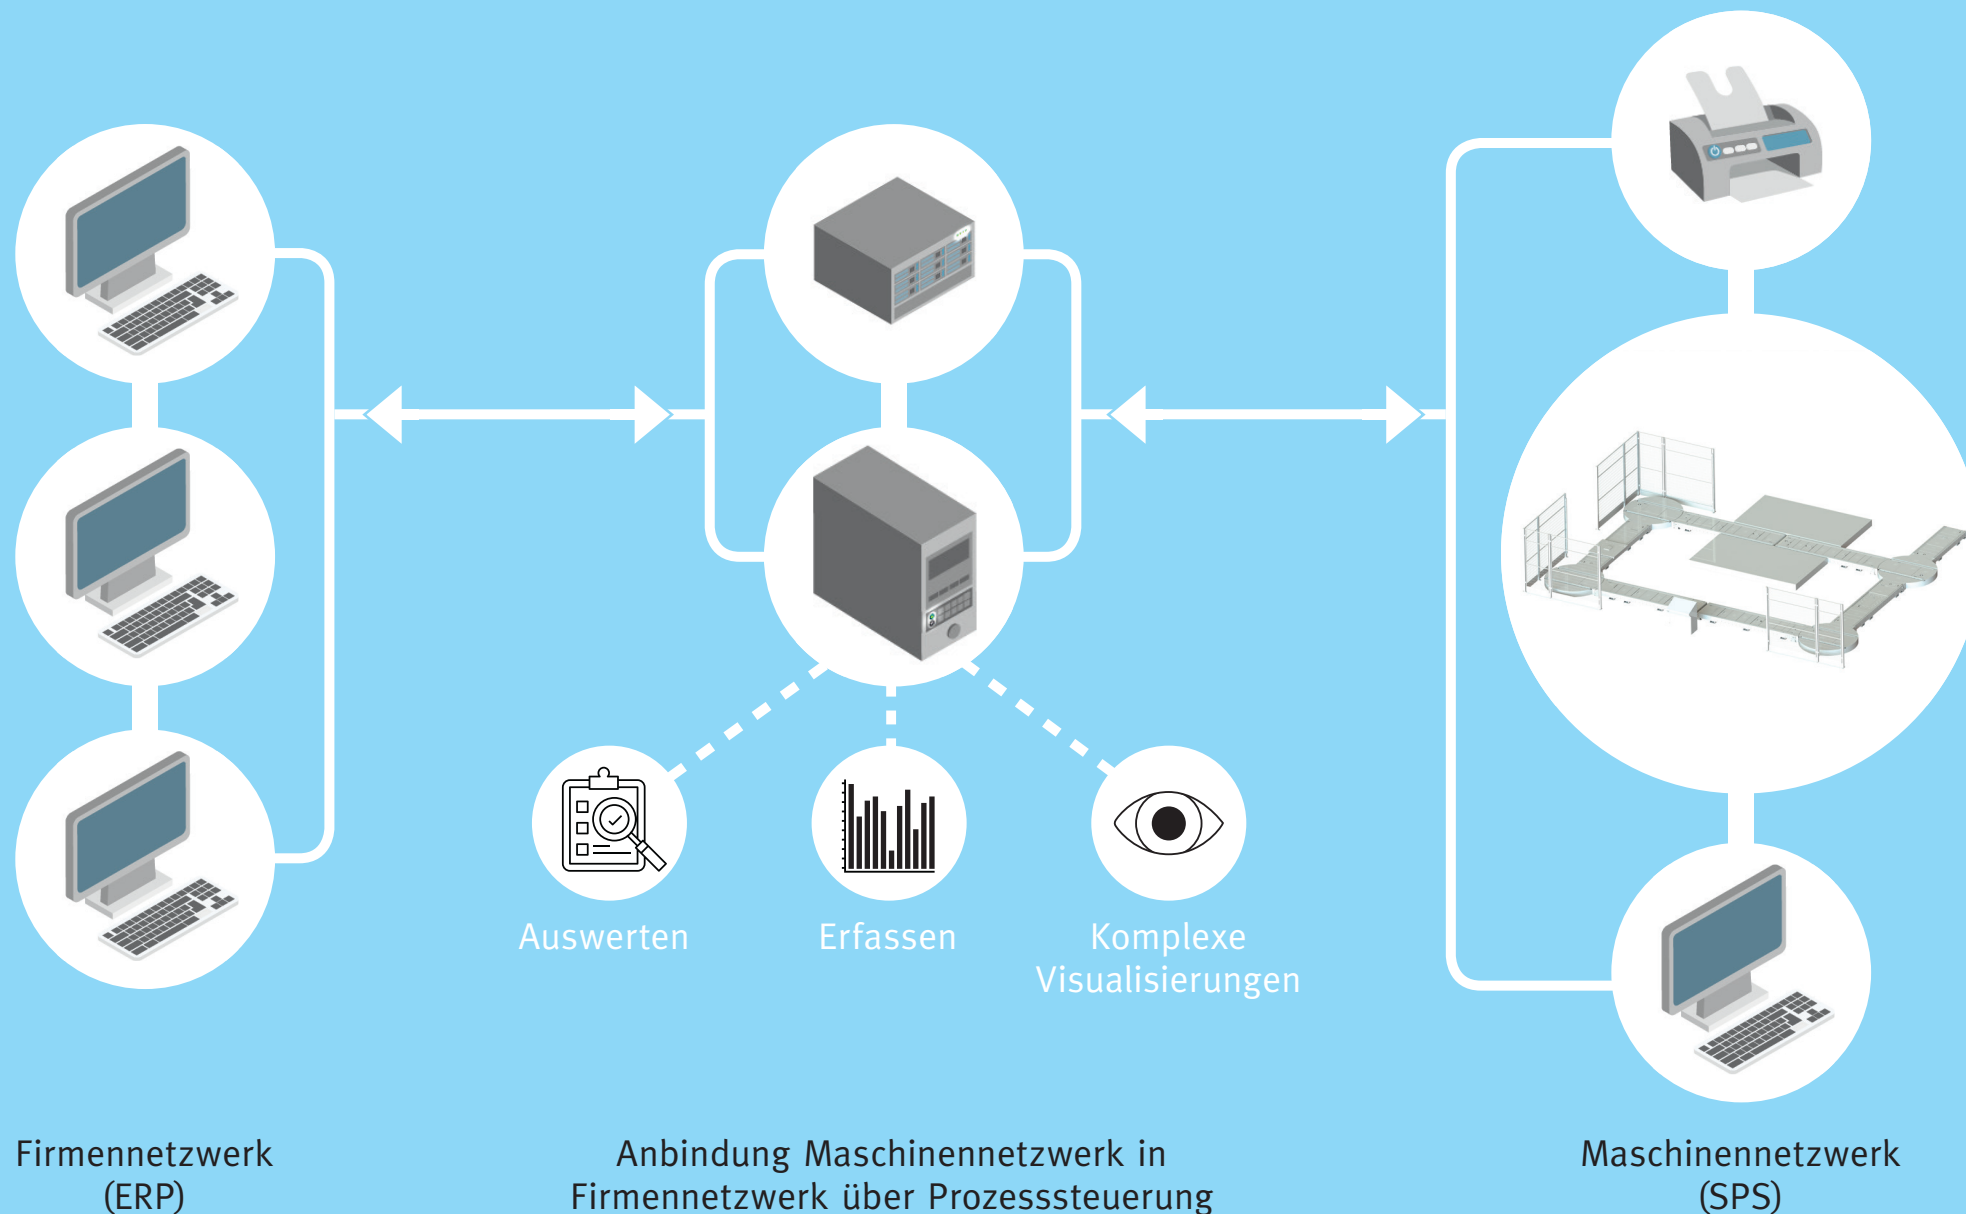 Auswerten
Erfassen
Komplexe
Visualisierungen
Firmennetzwerk
(ERP)
Anbindung Maschinennetzwerk in
Firmennetzwerk über Prozesssteuerung
Maschinennetzwerk
(SPS)